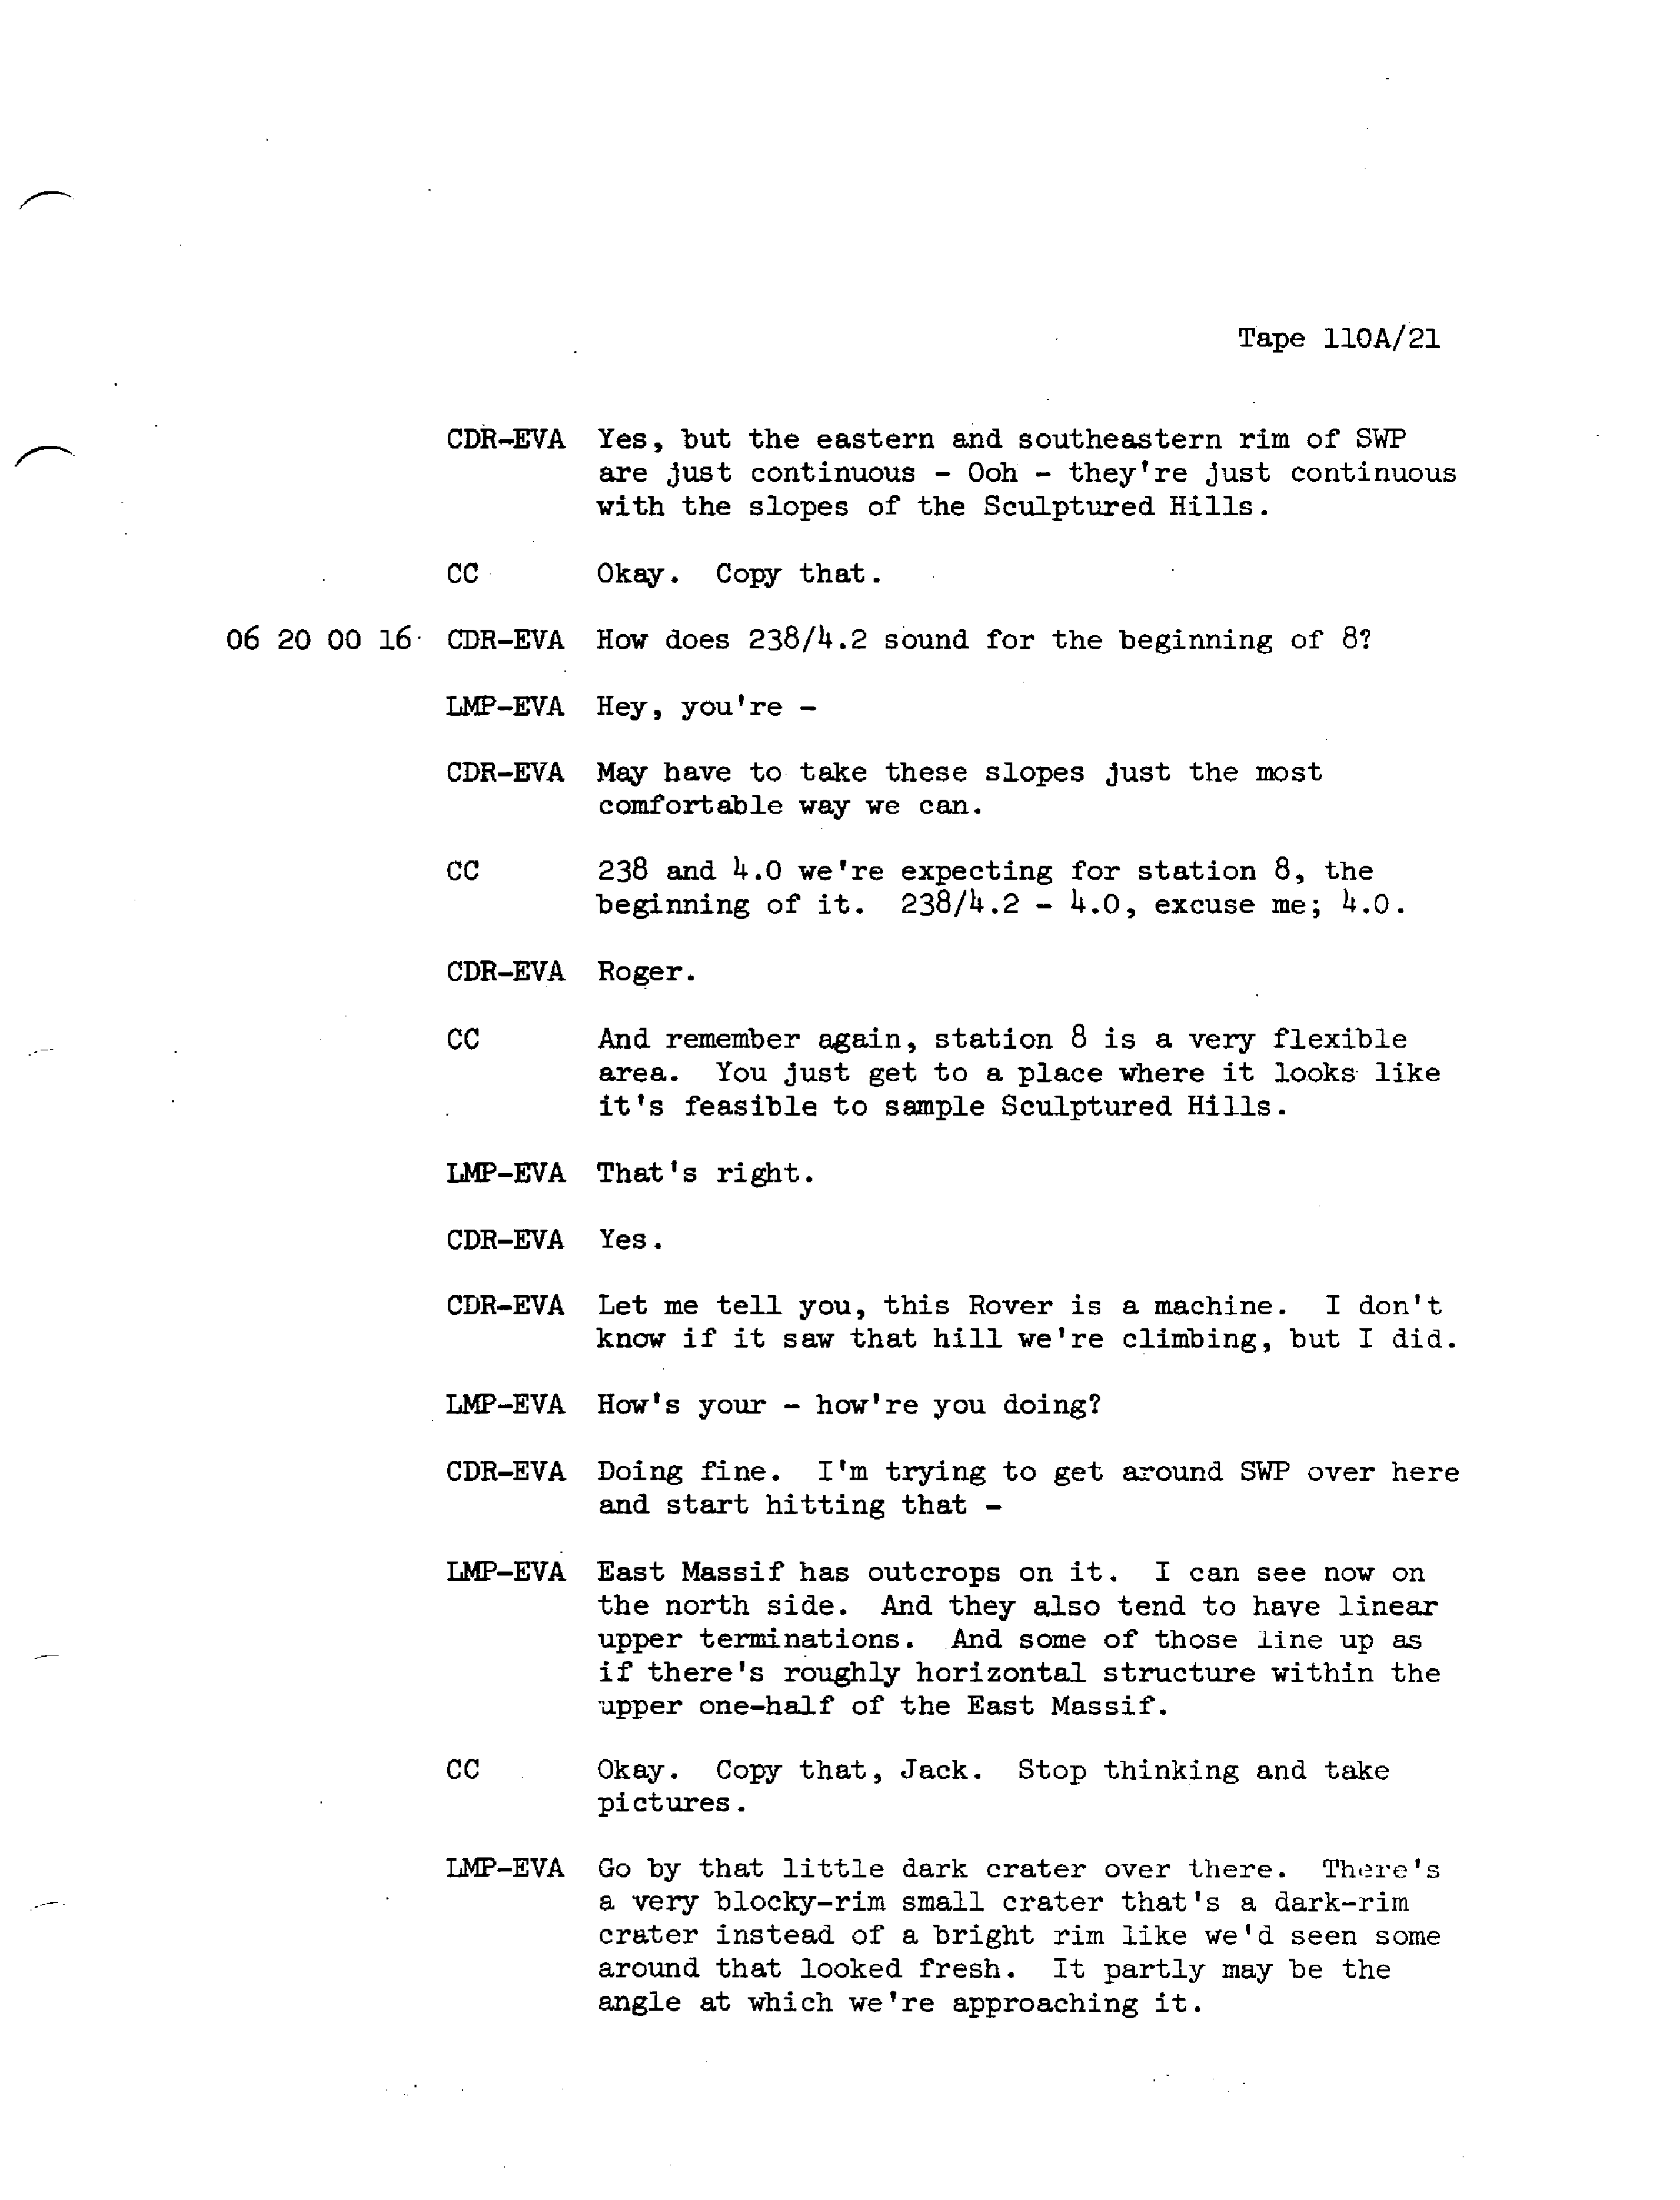 Tape 110A/21
CDR-EVA Yes, but the eastern and southeastern rim of SWP
are just continuous - Ooh - they're just continuous
with the slopes of the Sculptured Hills.
CC Okay. Copy that.
06 20 00 16 CDR-EVA How does 238/4.2 sound for the beginning of 8?
LMP-EVA Hey, you're -
CDR-EVA May have to take these slopes just the most
comfortable way we can.
CC 238 and 4.0 we're expecting for station 8, the
beginning of it. 238/4.2 - 4.0, excuse me; 4.0.
CDR-EVA Roger.
CC And remember again, station 8 is a very flexible
area. You just get to a place where it looks like
it's feasible to sample Sculptured Hills.
LMP-EVA That's right.
CDR-EVA Yes.
CDR-EVA Let me tell you, this Rover is a machine. I don't
know if it saw that hill we're climbing, but I did.
LMP-EVA How's your - how're you doing?
CDR-EVA Doing fine. I'm trying to get around SWP over here
and start hitting that -
LMP-EVA East Massif has outcrops on it. I can see now on
the north side. And they also tend to have linear
upper terminations. And some of those line up as
if there's roughly horizontal structure within the
upper one-half of the East Massif.
CC Okay. Copy that, Jack. Stop thinking and take
pictures.
LMP-EVA Go by that little dark crater over there. There's
a very blocky-rim small crater that's a dark-rim
crater instead of a bright rim like we'd seen some
around that looked fresh. It partly may be the
angle at which we're approaching it.